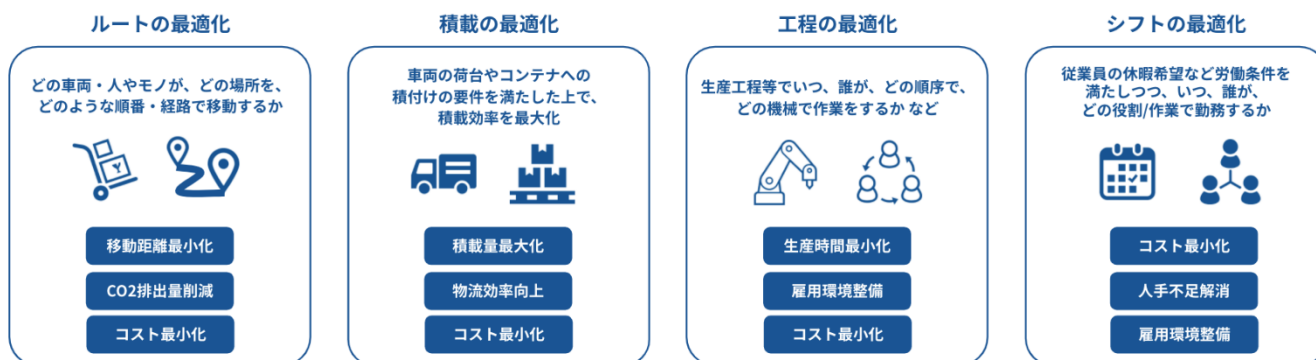 ルートの最適化
どの車両・人やモノが、どの場所を、
どのような順番・経路で移動するか
移動距離最小化
CO2排出量削減
コスト最小化
積載の最適化
車両の荷台やコンテナへの
積付けの要件を満たした上で、
積載効率を最大化
積載量最大化
物流効率向上
コスト最小化
工程の最適化
生産工程等でいつ、誰が、どの順序で、
どの機械で作業をするか など
生産時間最小化
雇用環境整備
コスト最小化
シフトの最適化
従業員の休暇希望など労働条件を
満たしつつ、いつ、誰が、
どの役割/作業で勤務するか
コスト最小化
人手不足解消
雇用環境整備